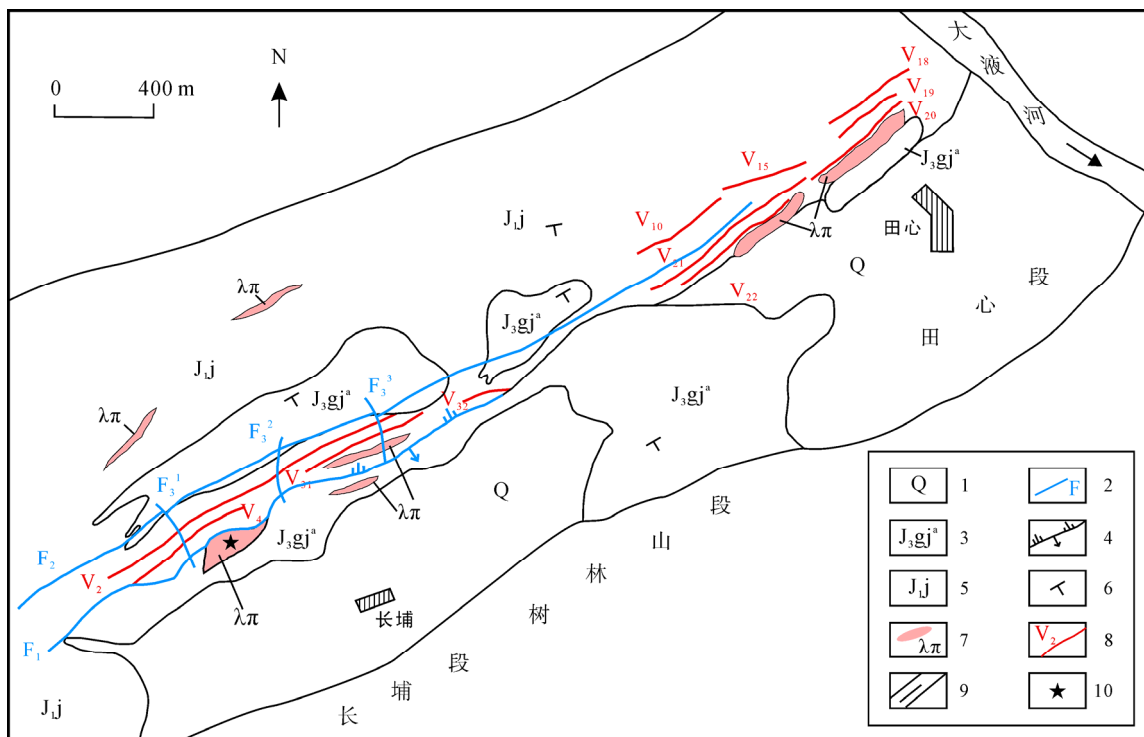 N
0 400 m
大液河
V18
V19
V20
J3gjᵃ
V15
λπ
田心
J1j
V10
V21
Q
V22
田心段
λπ
J3gjᵃ
J1j
J3gjᵃ
F3³
V32
J3gjᵃ
λπ
F3²
F3¹
V31
V4
Q
λπ
J3gjᵃ
F2
V2
λπ
长埔
树林山段
F1
长埔段
J1j
Q 1
F 2
J3gjᵃ 3
4
J1j 5
6
λπ 7
V2 8
9
10